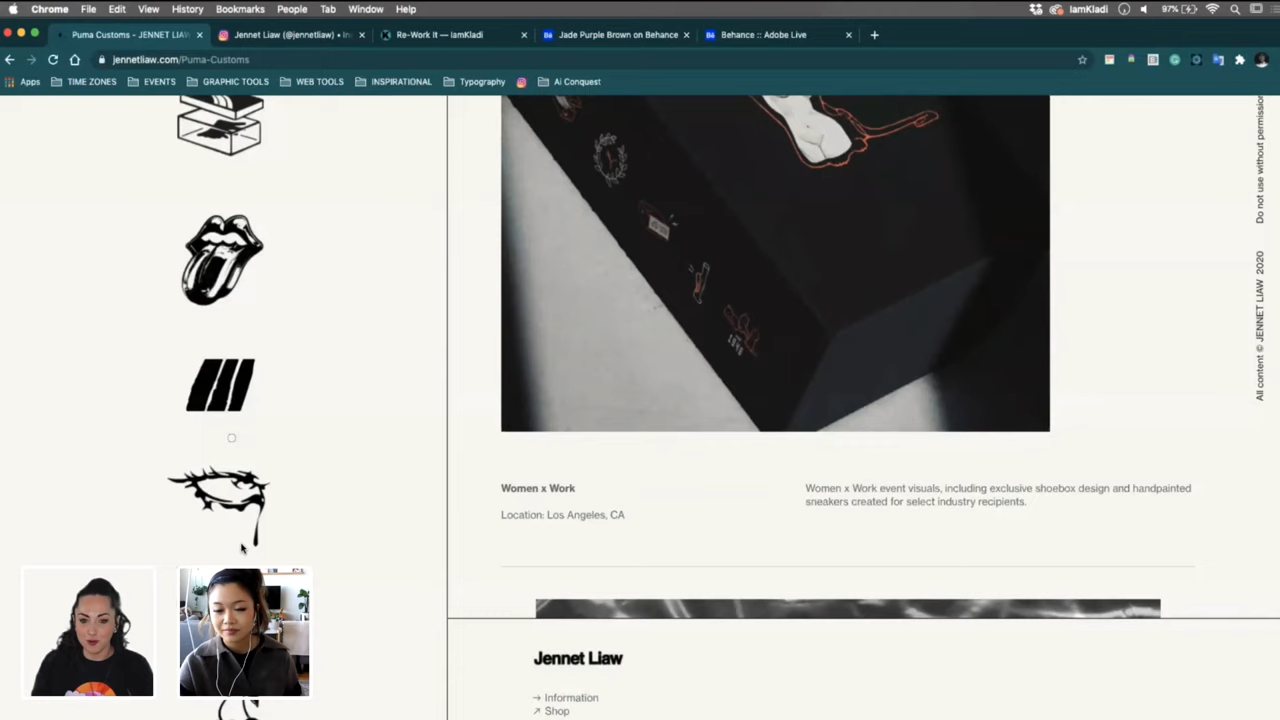 Chrome File Edit View History Bookmarks People Tab Window Help IamKladi 97%
Puma Customs - JENNET LIAW Jennet Liaw (@jennetliaw) • Ins Re-Work It — IamKladi Jade Purple Brown on Behance Behance :: Adobe Live
jennetliaw.com/Puma-Customs
Apps TIME ZONES EVENTS GRAPHIC TOOLS WEB TOOLS INSPIRATIONAL Typography Ai Conquest
Do not use without permission
All content © JENNET LIAW 2020
Women x Work
Location: Los Angeles, CA
Women x Work event visuals, including exclusive shoebox design and handpainted
sneakers created for select industry recipients.
Jennet Liaw
→ Information
↗ Shop